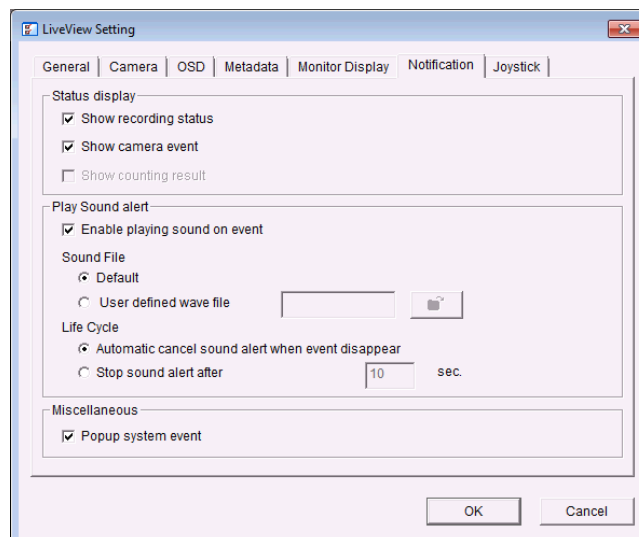 LiveView Setting
General Camera OSD Metadata Monitor Display Notification Joystick
Status display
Show recording status
Show camera event
Show counting result
Play Sound alert
Enable playing sound on event
Sound File
Default
User defined wave file
Life Cycle
Automatic cancel sound alert when event disappear
Stop sound alert after 10 sec.
Miscellaneous
Popup system event
OK Cancel